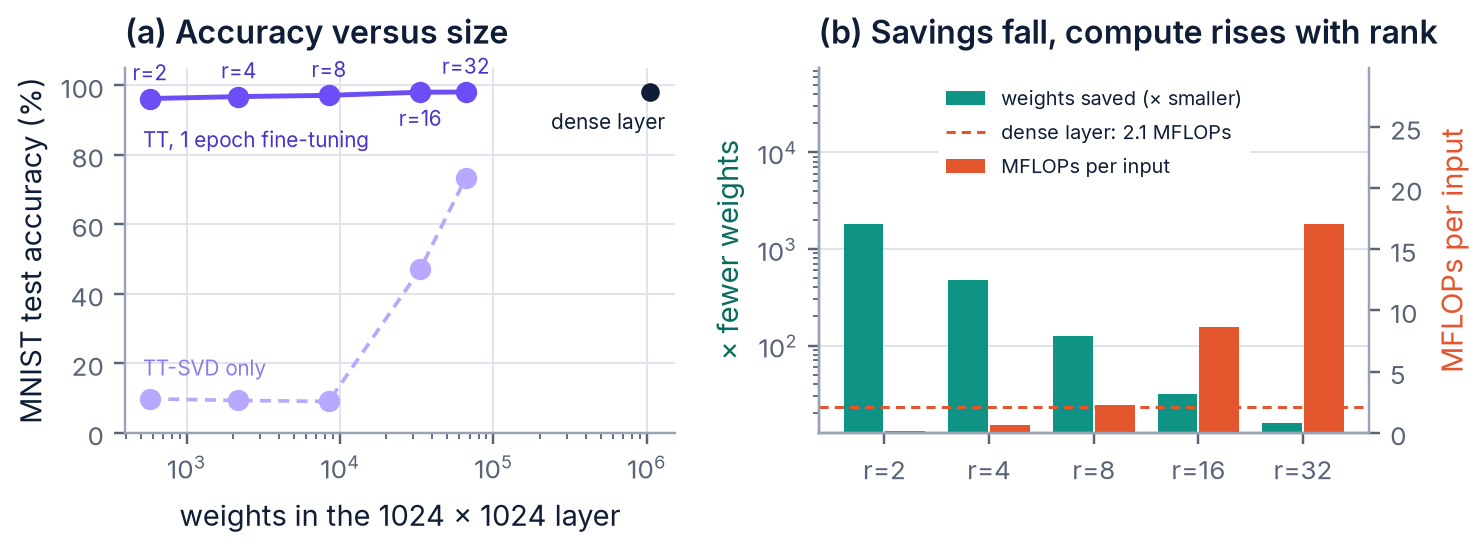 (a) Accuracy versus size
MNIST test accuracy (%)
100
80
60
40
20
0
r=2
r=4
r=8
r=16
r=32
TT, 1 epoch fine-tuning
dense layer
TT-SVD only
10³
10⁴
10⁵
10⁶
weights in the 1024 × 1024 layer
(b) Savings fall, compute rises with rank
× fewer weights
10⁴
10³
10²
weights saved (× smaller)
dense layer: 2.1 MFLOPs
MFLOPs per input
25
20
15
10
5
0
MFLOPs per input
r=2
r=4
r=8
r=16
r=32